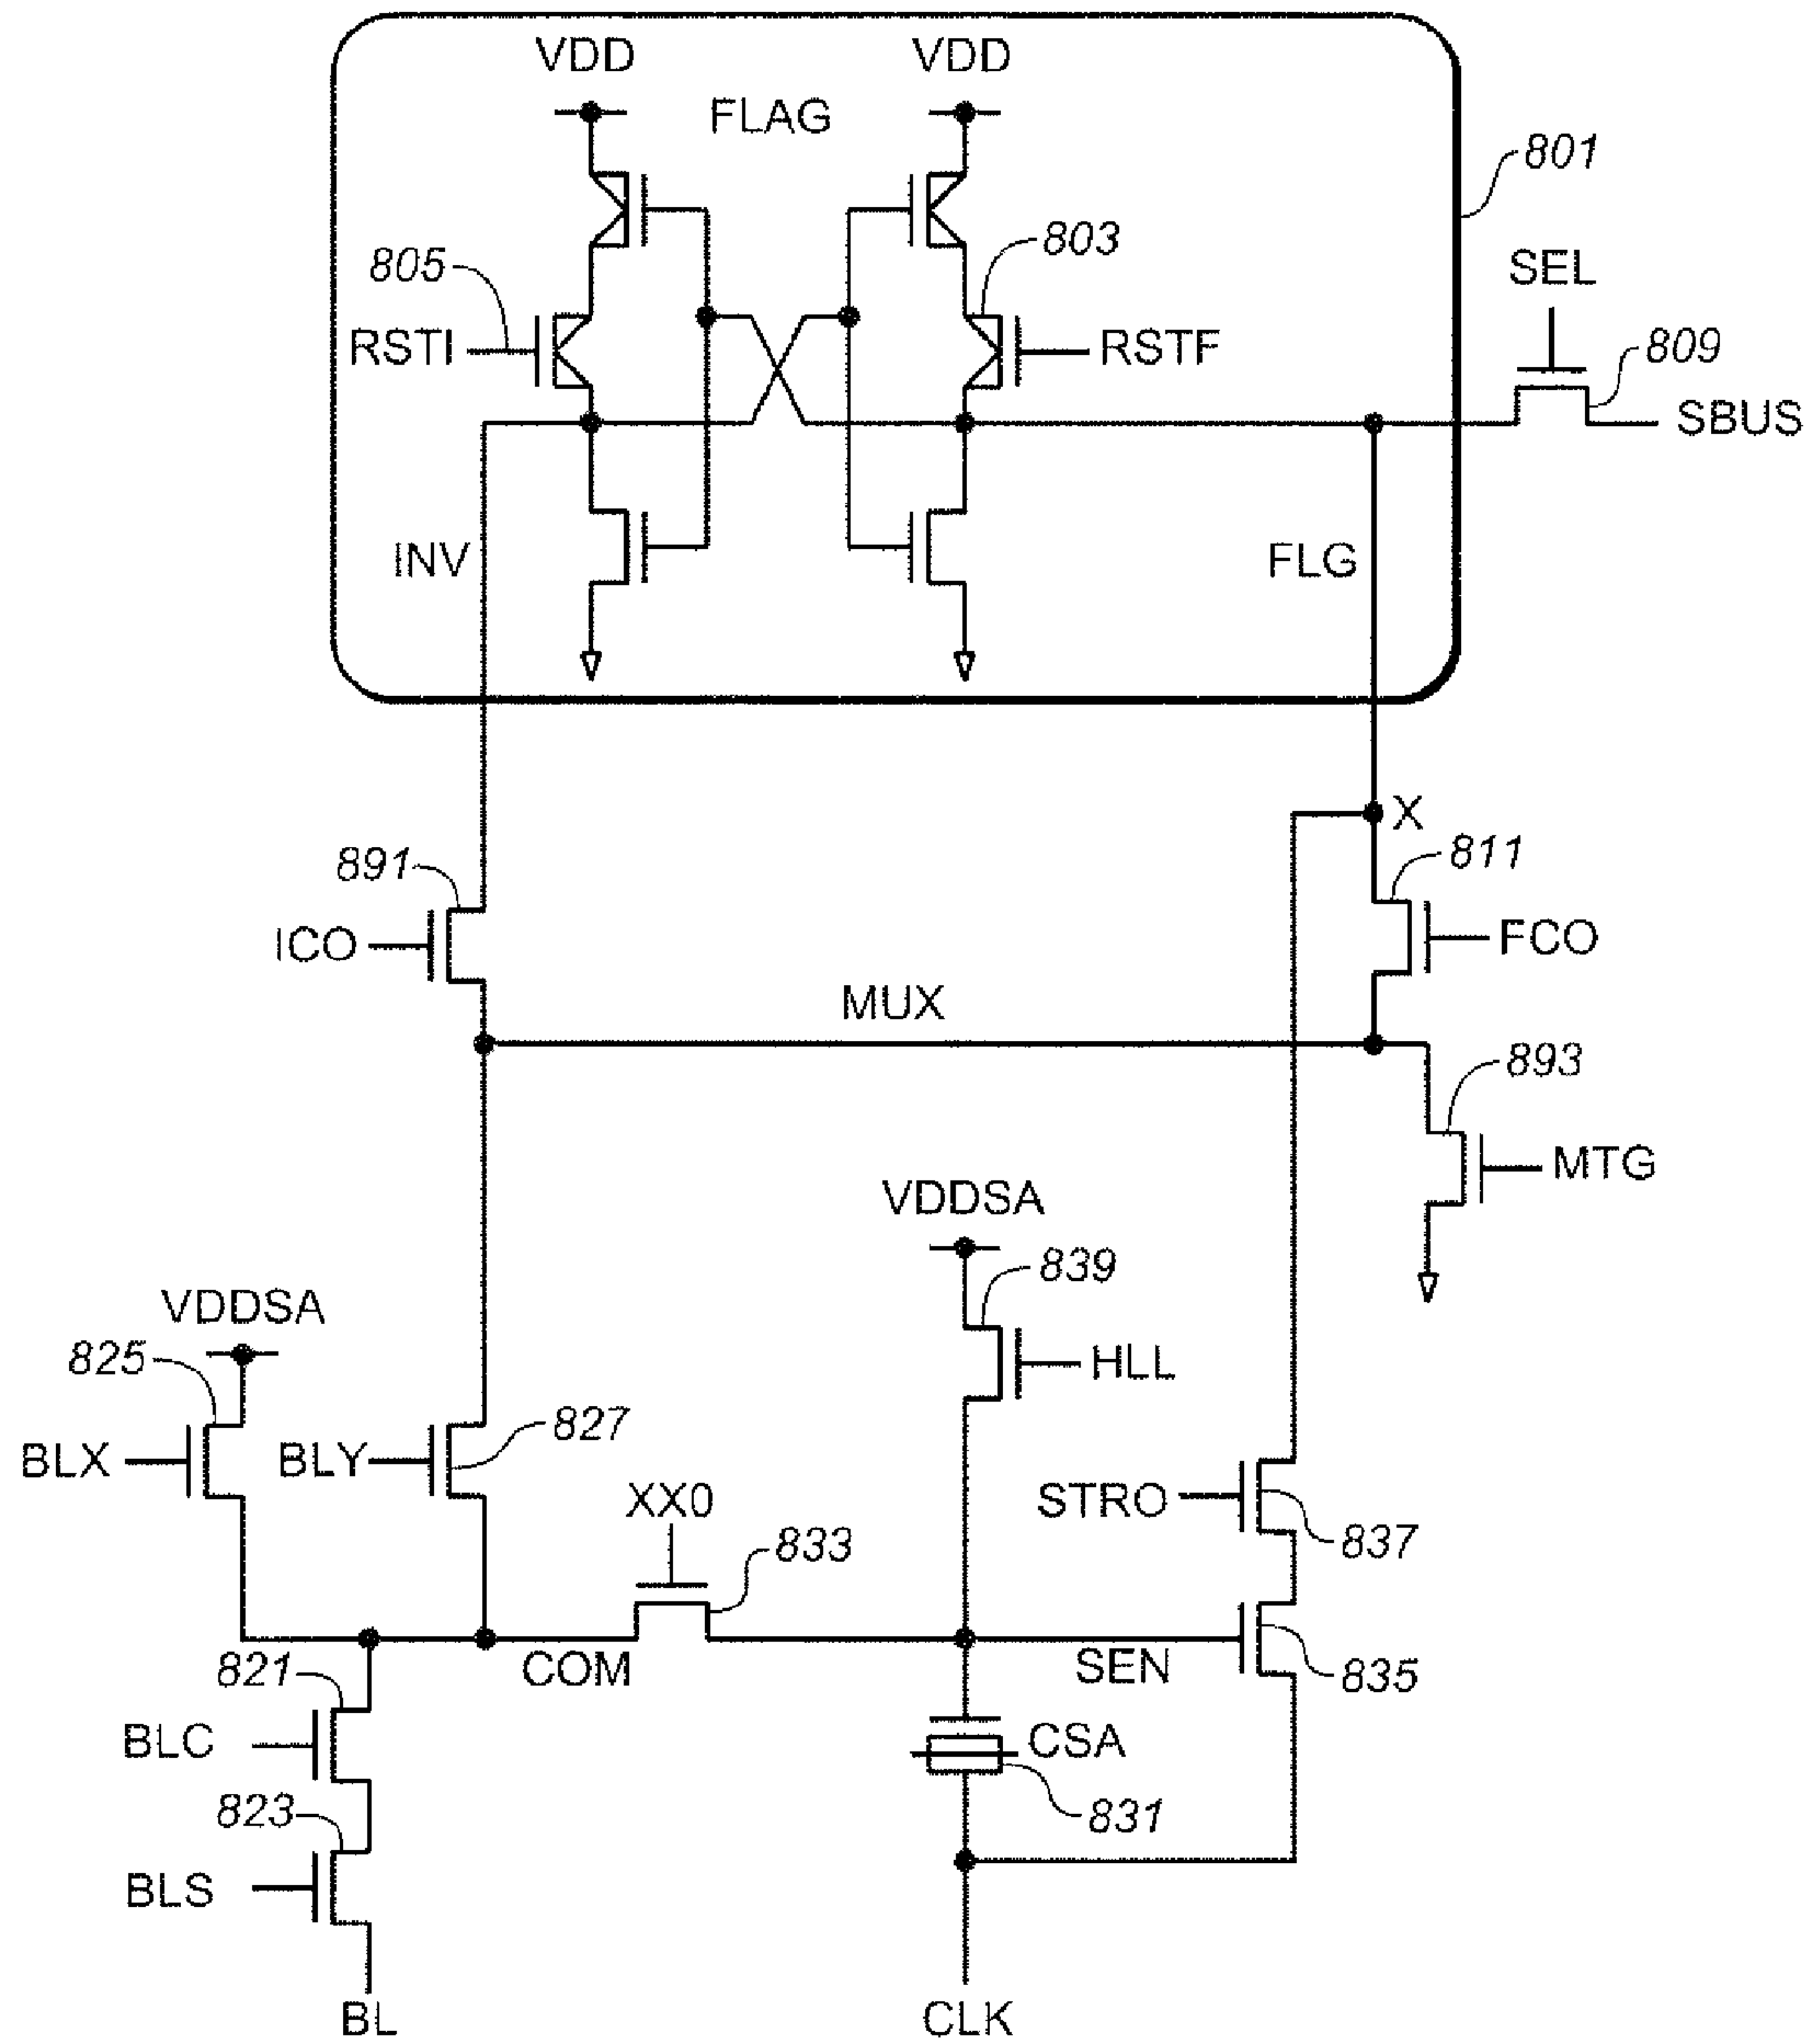 VDD
VDD
FLAG
801
803
805
SEL
RSTI
RSTF
809
SBUS
INV
FLG
X
891
811
ICO
FCO
MUX
893
MTG
VDDSA
839
VDDSA
825
HLL
827
BLX
BLY
XX0
STRO
833
837
COM
SEN
821
835
BLC
CSA
823
831
BLS
BL
CLK